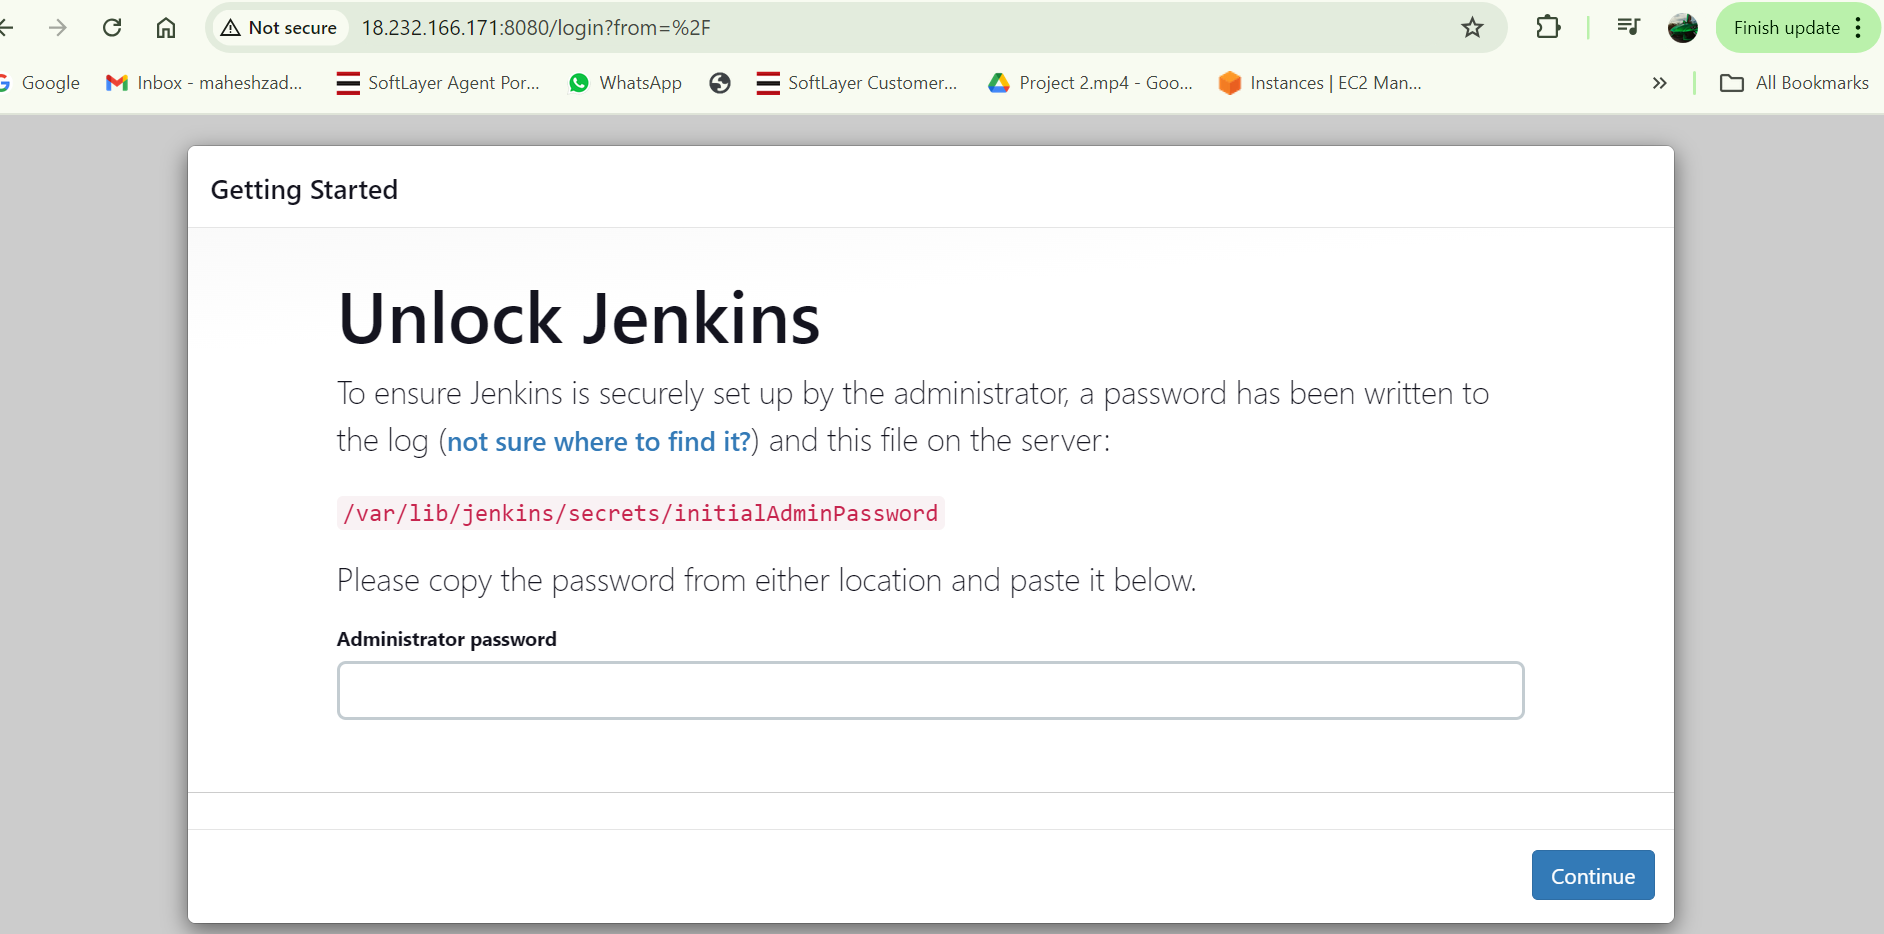 Not secure 18.232.166.171:8080/login?from=%2F Finish update
Google Inbox - maheshzad... SoftLayer Agent Por... WhatsApp SoftLayer Customer... Project 2.mp4 - Goo... Instances | EC2 Man... » All Bookmarks
Getting Started
Unlock Jenkins
To ensure Jenkins is securely set up by the administrator, a password has been written to
the log (not sure where to find it?) and this file on the server:
/var/lib/jenkins/secrets/initialAdminPassword
Please copy the password from either location and paste it below.
Administrator password
Continue